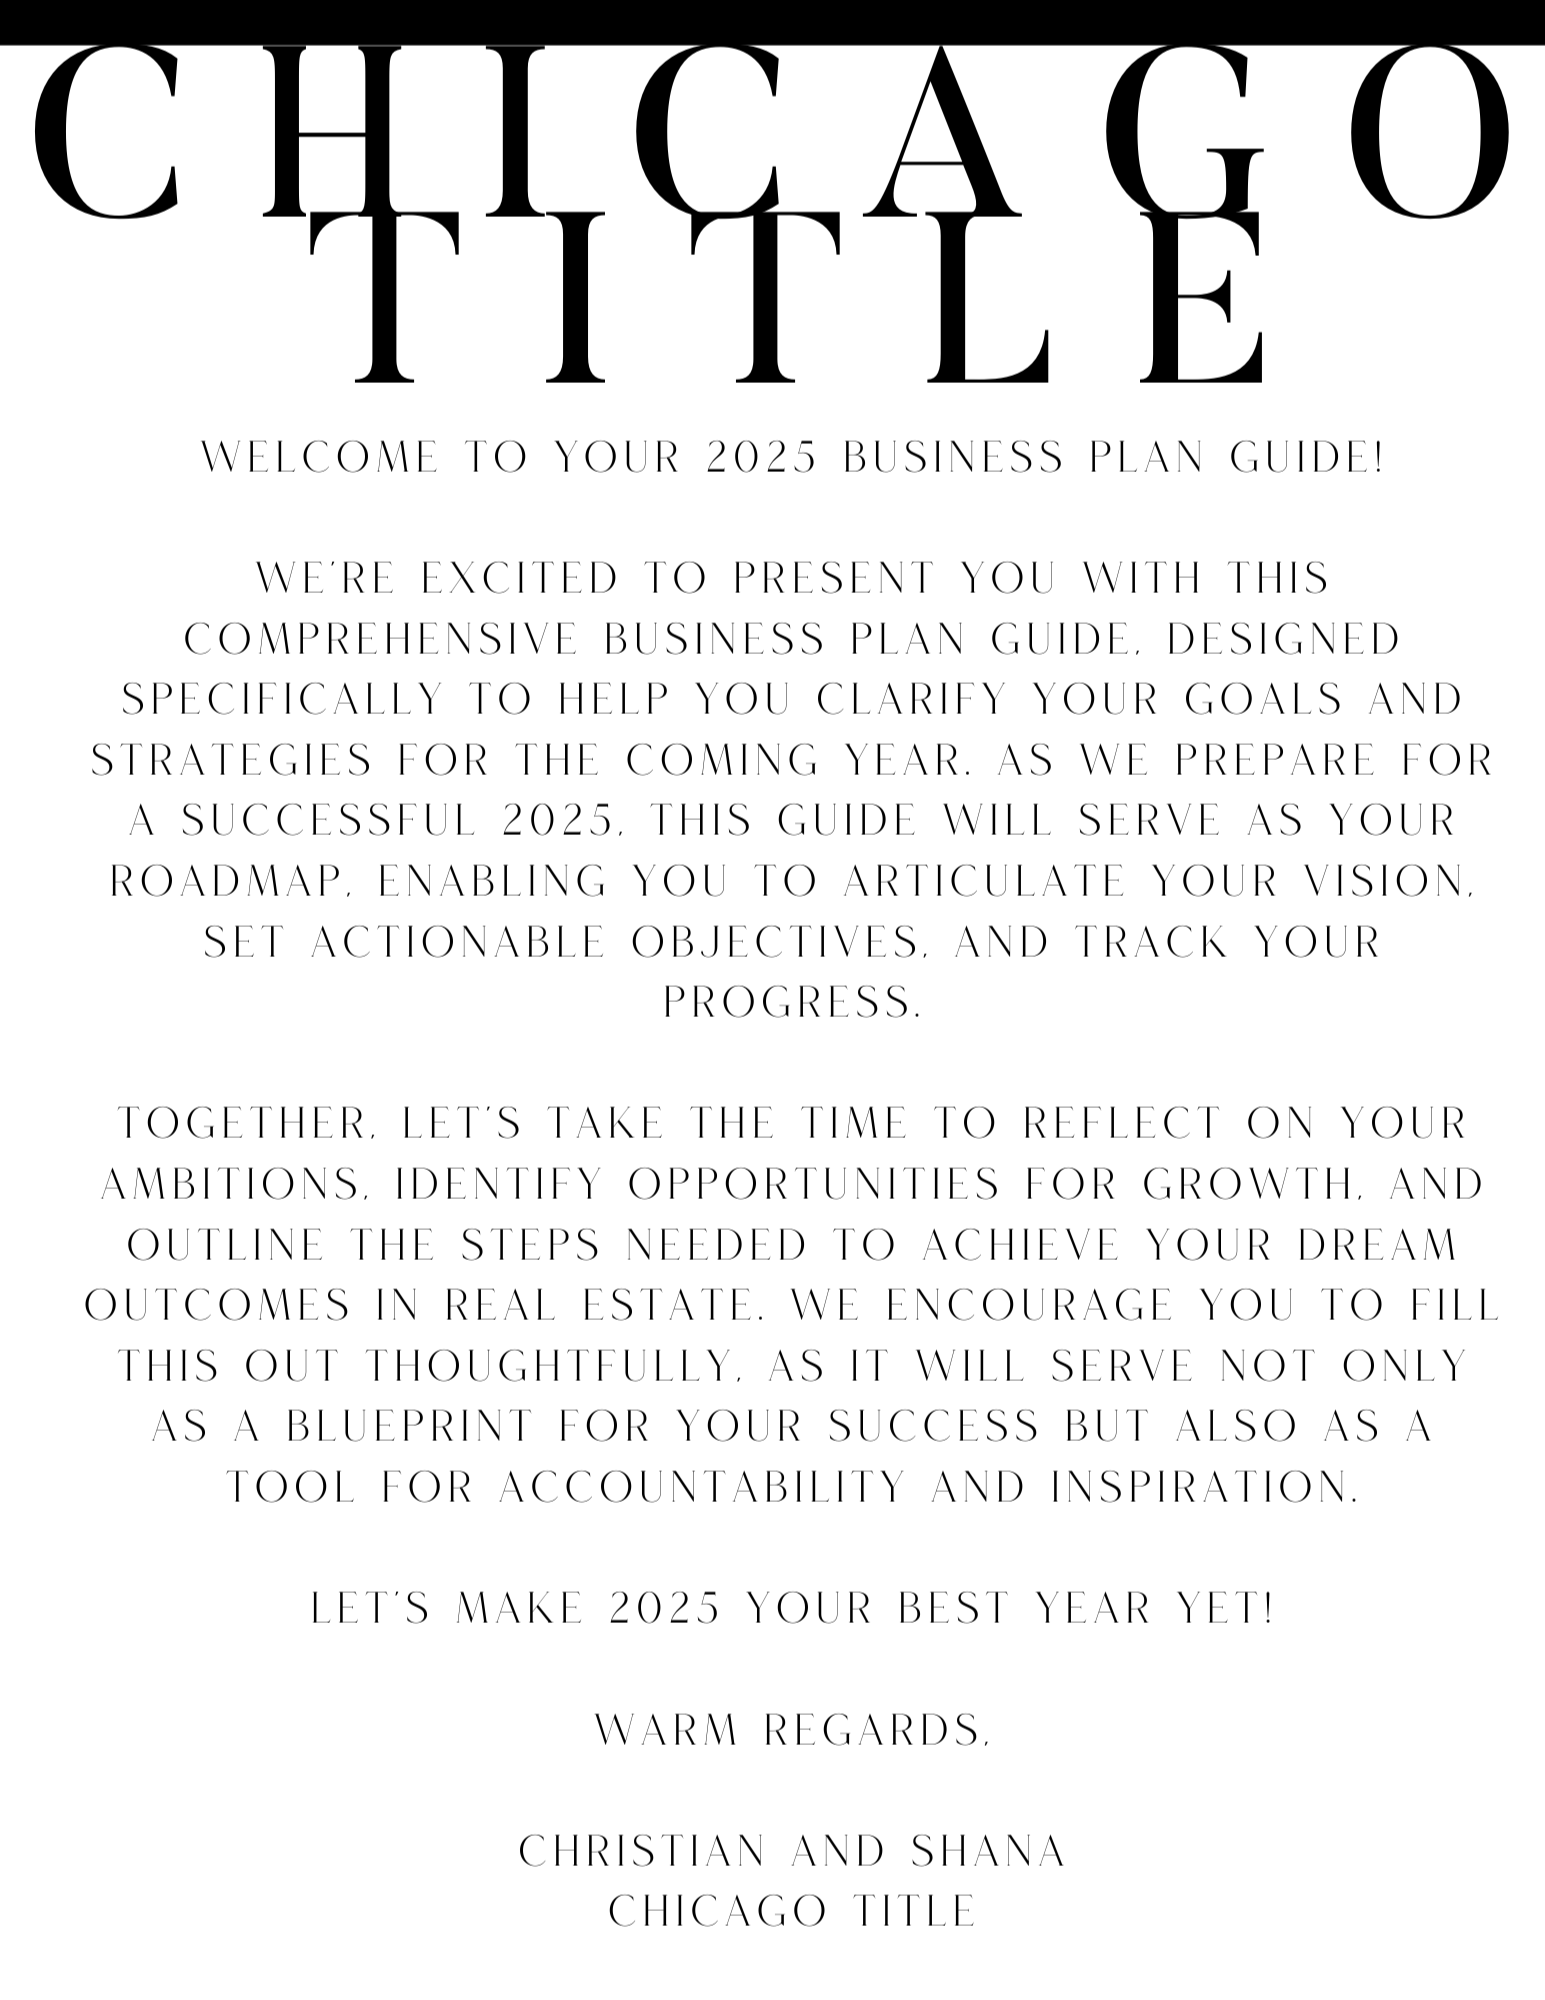 CHICAGO
TITLE
WELCOME TO YOUR 2025 BUSINESS PLAN GUIDE!
WE'RE EXCITED TO PRESENT YOU WITH THIS
COMPREHENSIVE BUSINESS PLAN GUIDE, DESIGNED
SPECIFICALLY TO HELP YOU CLARIFY YOUR GOALS AND
STRATEGIES FOR THE COMING YEAR. AS WE PREPARE FOR
A SUCCESSFUL 2025, THIS GUIDE WILL SERVE AS YOUR
ROADMAP, ENABLING YOU TO ARTICULATE YOUR VISION,
SET ACTIONABLE OBJECTIVES, AND TRACK YOUR
PROGRESS.
TOGETHER, LET'S TAKE THE TIME TO REFLECT ON YOUR
AMBITIONS, IDENTIFY OPPORTUNITIES FOR GROWTH, AND
OUTLINE THE STEPS NEEDED TO ACHIEVE YOUR DREAM
OUTCOMES IN REAL ESTATE. WE ENCOURAGE YOU TO FILL
THIS OUT THOUGHTFULLY, AS IT WILL SERVE NOT ONLY
AS A BLUEPRINT FOR YOUR SUCCESS BUT ALSO AS A
TOOL FOR ACCOUNTABILITY AND INSPIRATION.
LET'S MAKE 2025 YOUR BEST YEAR YET!
WARM REGARDS,
CHRISTIAN AND SHANA
CHICAGO TITLE